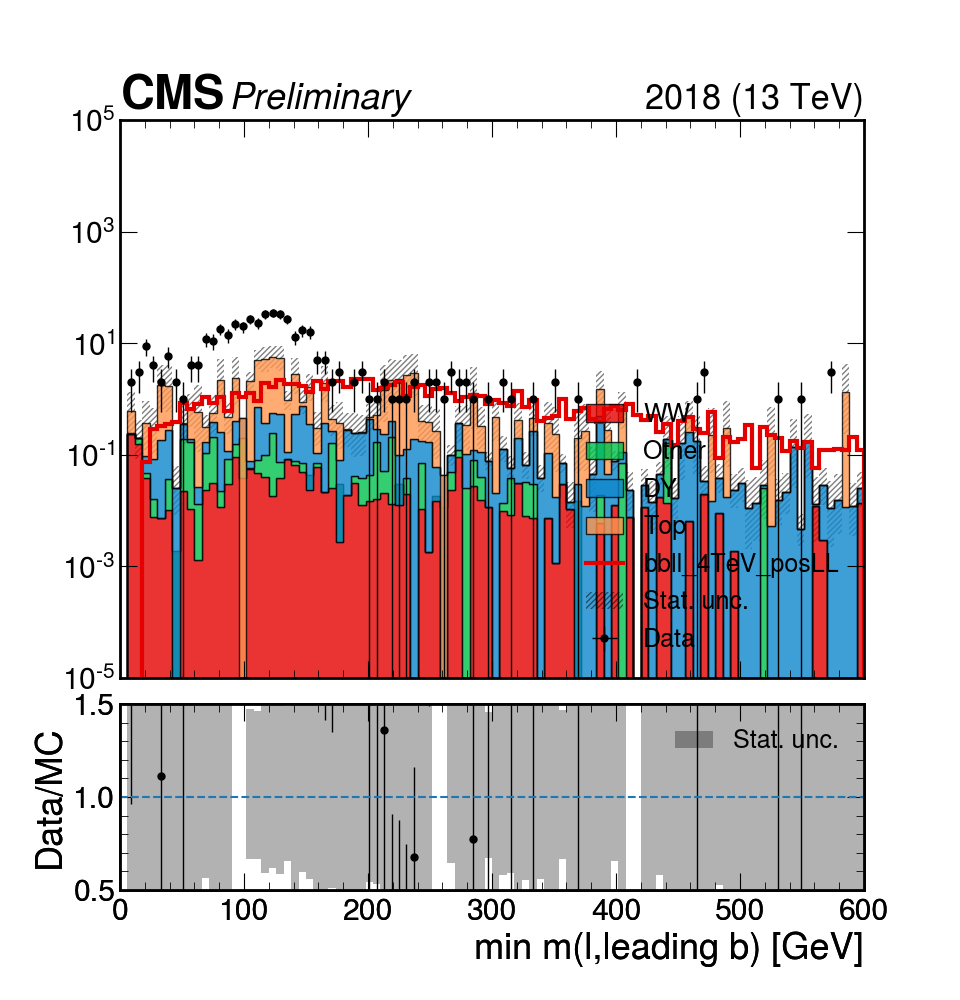 CMS Preliminary 2018 (13 TeV)
10^5
10^3
10^1
10^-1
10^-3
10^-5
WW
Other
DY
Top
bbll_4TeV_posLL
Stat. unc.
Data
Data/MC
1.5
1.0
0.5
Stat. unc.
0 100 200 300 400 500 600
min m(l,leading b) [GeV]